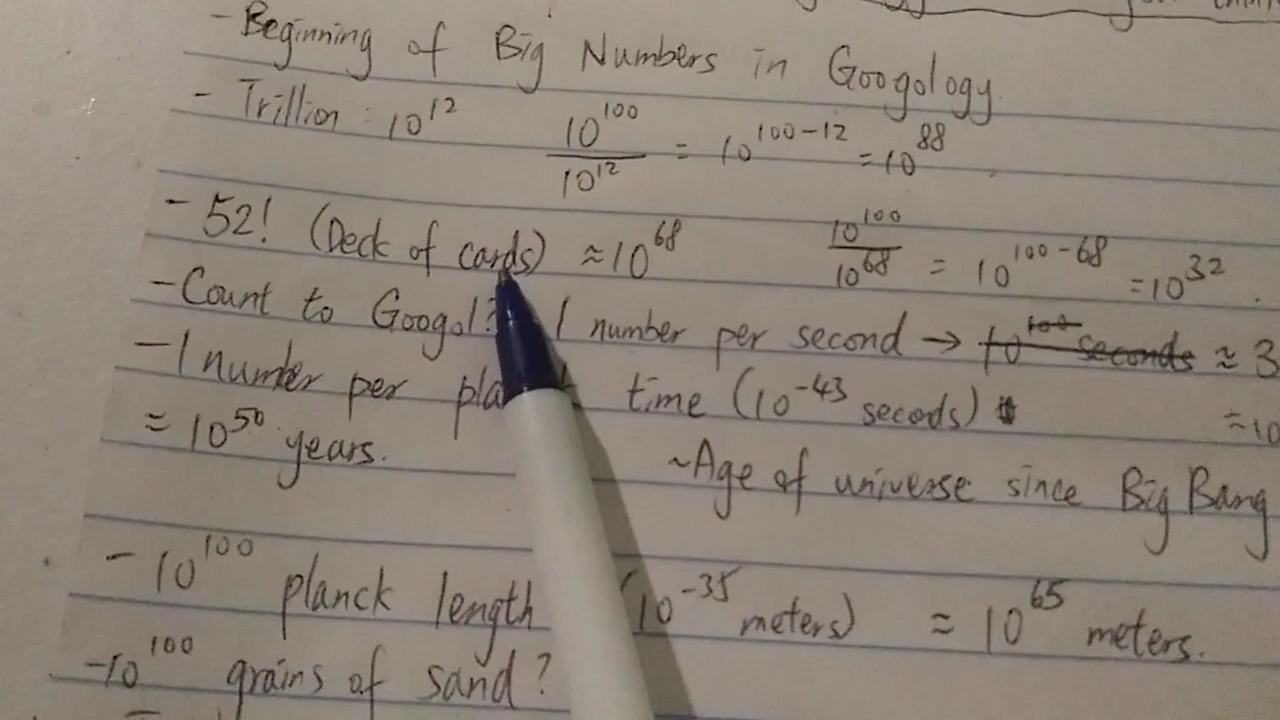 - Beginning of Big Numbers in Googology
- Trillion : 10^12 10^100/10^12 = 10^100-12 = 10^88
- 52! (Deck of cards) ≈ 10^68 10^100/10^68 = 10^100-68 = 10^32
- Count to Googol? 1 number per second → 10^100 seconds ≈ 3
- 1 number per time (10^-43 seconds) ≈10
≈ 10^50 years.
~Age of universe since Big Bang
- 10^100 planck length (10^-35 meters) ≈ 10^65 meters.
- 10^100 grains of sand?